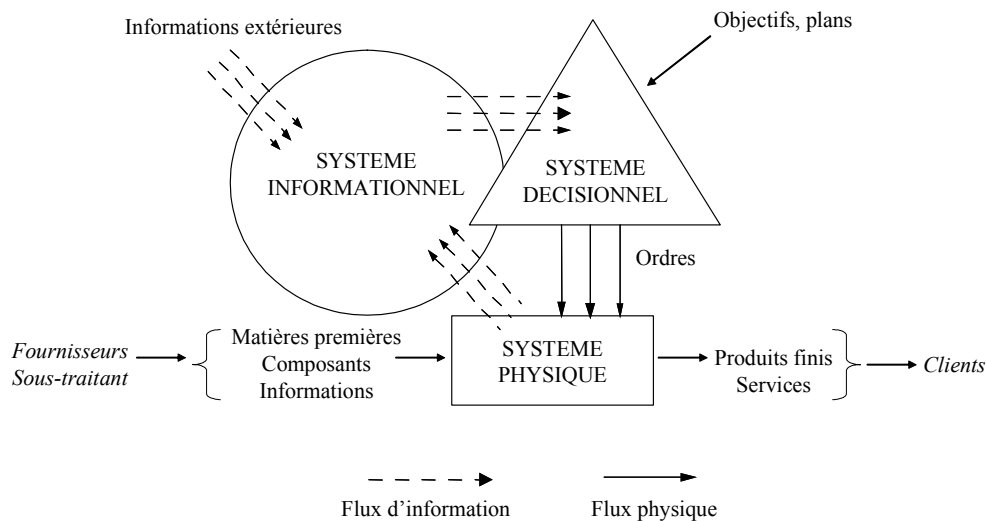 Informations extérieures
Objectifs, plans
SYSTEME
INFORMATIONNEL
SYSTEME
DECISIONNEL
Ordres
Fournisseurs
Sous-traitant
Matières premières
Composants
Informations
SYSTEME
PHYSIQUE
Produits finis
Services
Clients
Flux d’information
Flux physique